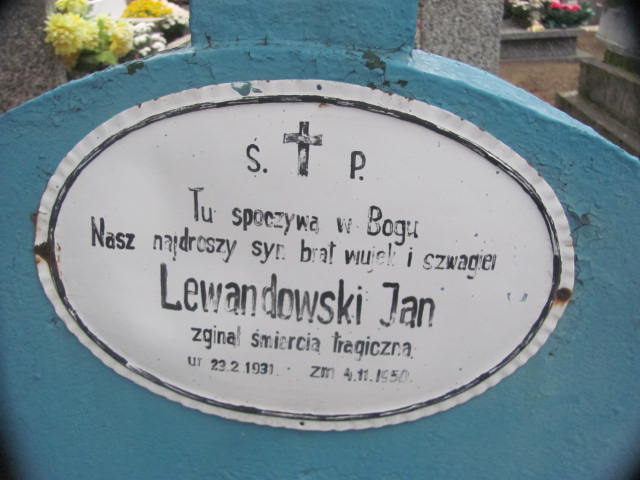 Ś. P.
Tu spoczywa w Bogu
Nasz najdroszy syn brat wujek i szwagier
Lewandowski Jan
zginął śmiercią tragiczną.
ur 23.2 1931. zm 4.11.1950.